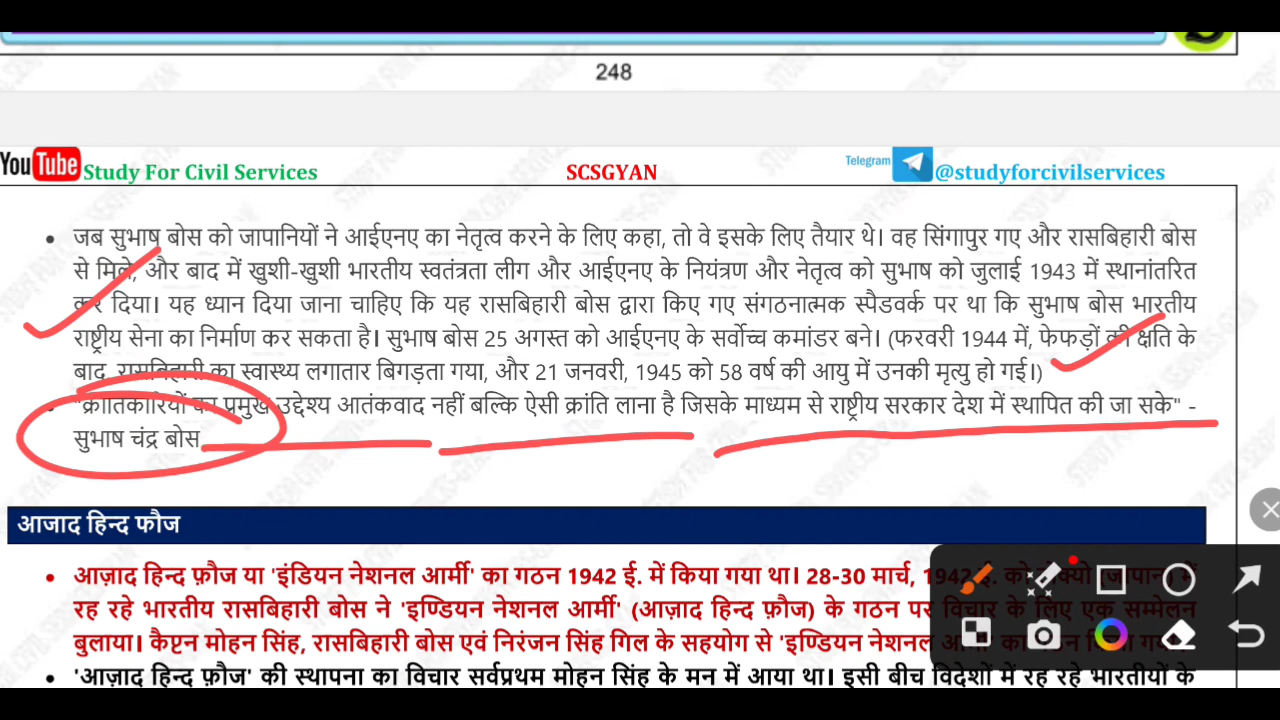 248
YouTube Study For Civil Services SCSGYAN Telegram @studyforcivilservices
• जब सुभाष बोस को जापानियों ने आईएनए का नेतृत्व करने के लिए कहा, तो वे इसके लिए तैयार थे। वह सिंगापुर गए और रासबिहारी बोस
से मिले, और बाद में खुशी-खुशी भारतीय स्वतंत्रता लीग और आईएनए के नियंत्रण और नेतृत्व को सुभाष को जुलाई 1943 में स्थानांतरित
कर दिया। यह ध्यान दिया जाना चाहिए कि यह रासबिहारी बोस द्वारा किए गए संगठनात्मक स्पैडवर्क पर था कि सुभाष बोस भारतीय
राष्ट्रीय सेना का निर्माण कर सकता है। सुभाष बोस 25 अगस्त को आईएनए के सर्वोच्च कमांडर बने। (फरवरी 1944 में, फेफड़ों की क्षति के
बाद, रासबिहारी का स्वास्थ्य लगातार बिगड़ता गया, और 21 जनवरी, 1945 को 58 वर्ष की आयु में उनकी मृत्यु हो गई।)
• "क्रांतिकारियों का प्रमुख उद्देश्य आतंकवाद नहीं बल्कि ऐसी क्रांति लाना है जिसके माध्यम से राष्ट्रीय सरकार देश में स्थापित की जा सके" -
सुभाष चंद्र बोस
आजाद हिन्द फौज
• आज़ाद हिन्द फ़ौज या 'इंडियन नेशनल आर्मी' का गठन 1942 ई. में किया गया था। 28-30 मार्च, 1942 ई. को टोक्यो (जापान) में
रह रहे भारतीय रासबिहारी बोस ने 'इण्डियन नेशनल आर्मी' (आज़ाद हिन्द फ़ौज) के गठन पर विचार के लिए एक सम्मेलन
बुलाया। कैप्टन मोहन सिंह, रासबिहारी बोस एवं निरंजन सिंह गिल के सहयोग से 'इण्डियन नेशनल
• 'आज़ाद हिन्द फ़ौज' की स्थापना का विचार सर्वप्रथम मोहन सिंह के मन में आया था। इसी बीच विदेशों में रह रहे भारतीयों के